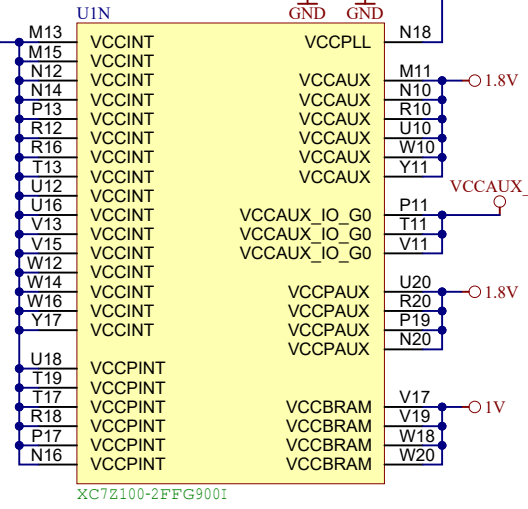 U1N GND GND
M13 VCCINT VCCPLL N18
M15 VCCINT
N12 VCCINT VCCAUX M11 1.8V
N14 VCCINT VCCAUX N10
P13 VCCINT VCCAUX R10
R12 VCCINT VCCAUX U10
R16 VCCINT VCCAUX W10
T13 VCCINT VCCAUX Y11
U12 VCCINT VCCAUX_
U16 VCCINT VCCAUX_IO_G0 P11
V13 VCCINT VCCAUX_IO_G0 T11
V15 VCCINT VCCAUX_IO_G0 V11
W12 VCCINT
W14 VCCINT VCCPAUX U20 1.8V
W16 VCCINT VCCPAUX R20
Y17 VCCINT VCCPAUX P19
VCCPAUX N20
U18 VCCPINT
T19 VCCPINT
T17 VCCPINT VCCBRAM V17 1V
R18 VCCPINT VCCBRAM V19
P17 VCCPINT VCCBRAM W18
N16 VCCPINT VCCBRAM W20
XC7Z100-2FFG900I